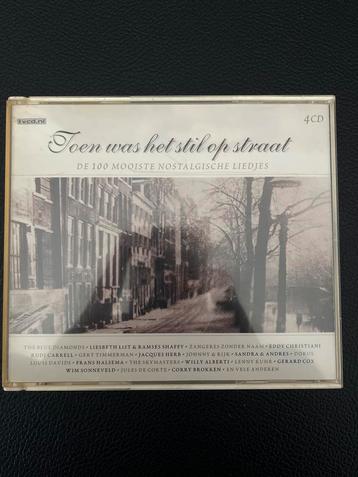 tvcd.nl
Toen was het stil op straat
4CD
DE 100 MOOISTE NOSTALGISCHE LIEDJES
THE BLUE DIAMONDS • LIESBETH LIST & RAMSES SHAFFY • ZANGERES ZONDER NAAM • EDDY CHRISTIANI
RUDI CARRELL • GERT TIMMERMAN • JACQUES HERB • JOHNNY & RIJK • SANDRA & ANDRES • DORUS
LOUIS DAVIDS • FRANS HALSEMA • THE SKYMASTERS • WILLY ALBERTI • LENNY KUHR • GERARD COX
WIM SONNEVELD • JULES DE CORTE • CORRY BROKKEN • EN VELE ANDEREN